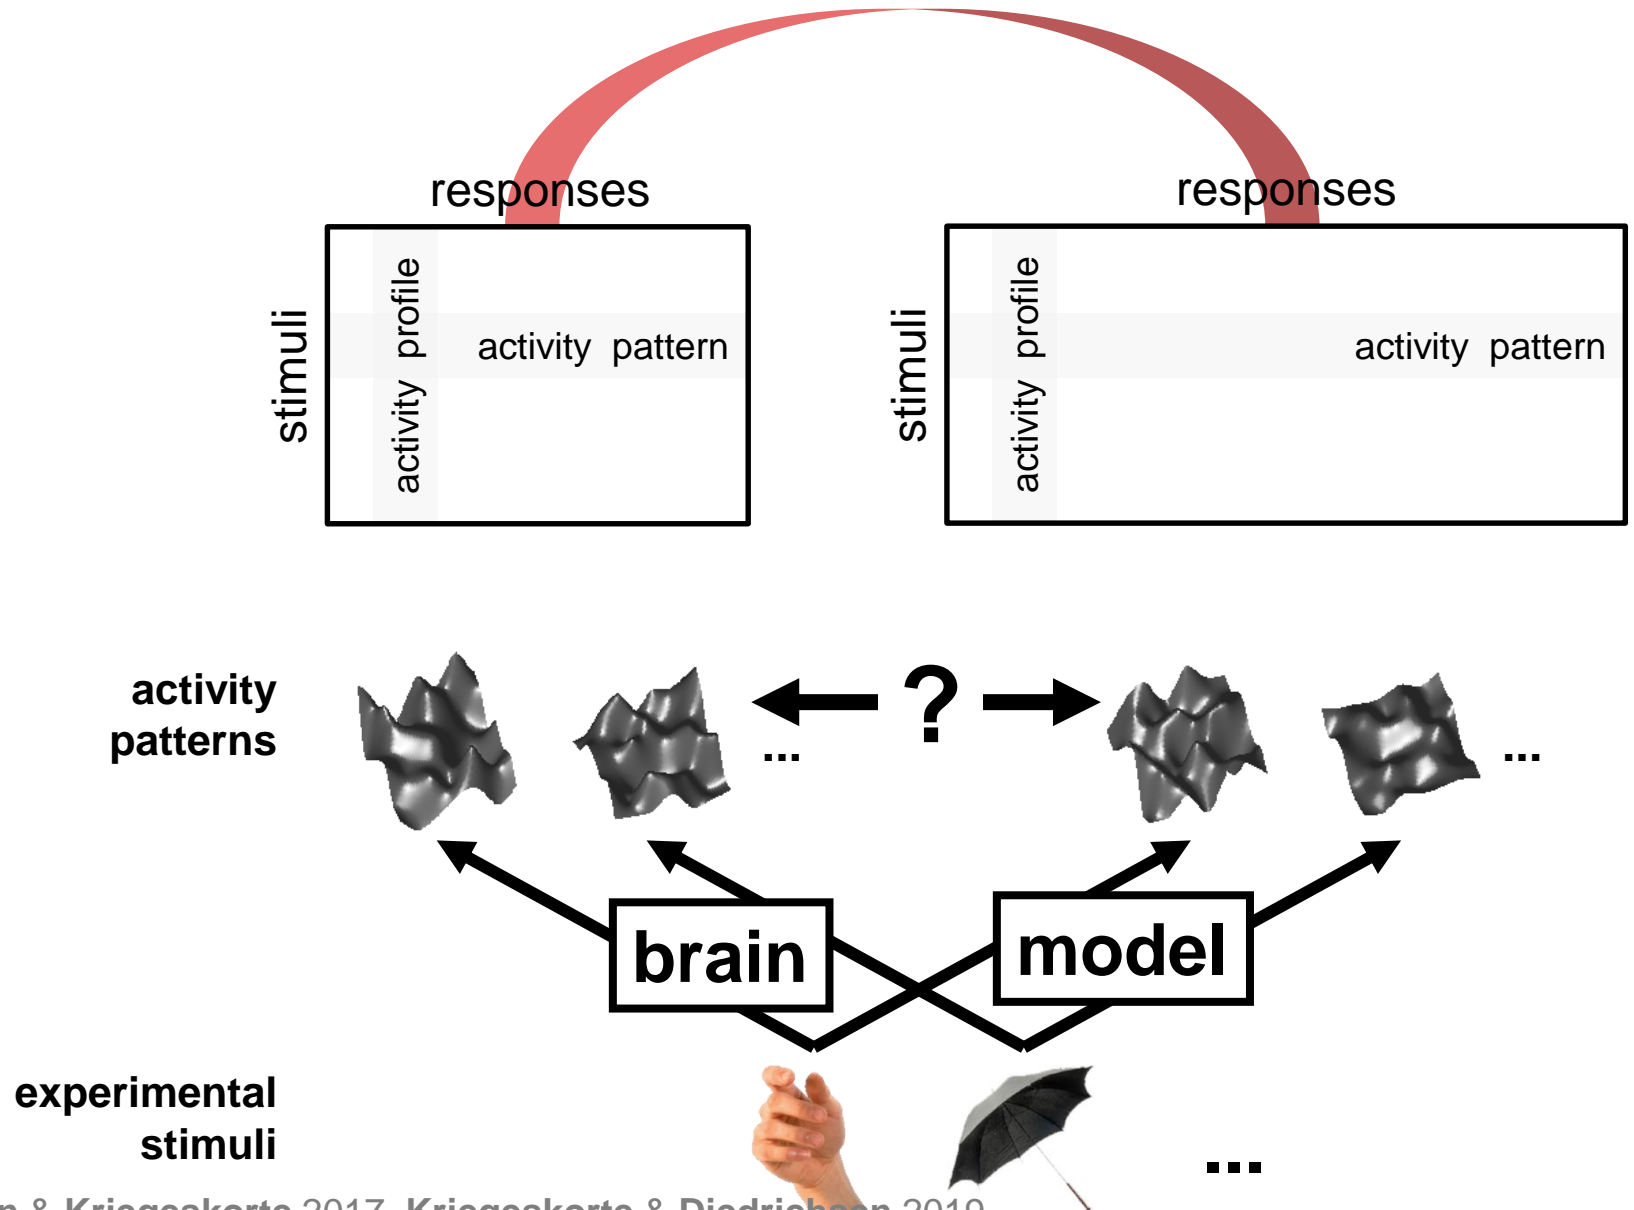 responses
responses
stimuli
activity profile
activity pattern
stimuli
activity profile
activity pattern
activity
patterns
...
?
...
brain
model
experimental
stimuli
...
& Kriegeskorte 2017, Kriegeskorte & Diedrichsen 2019